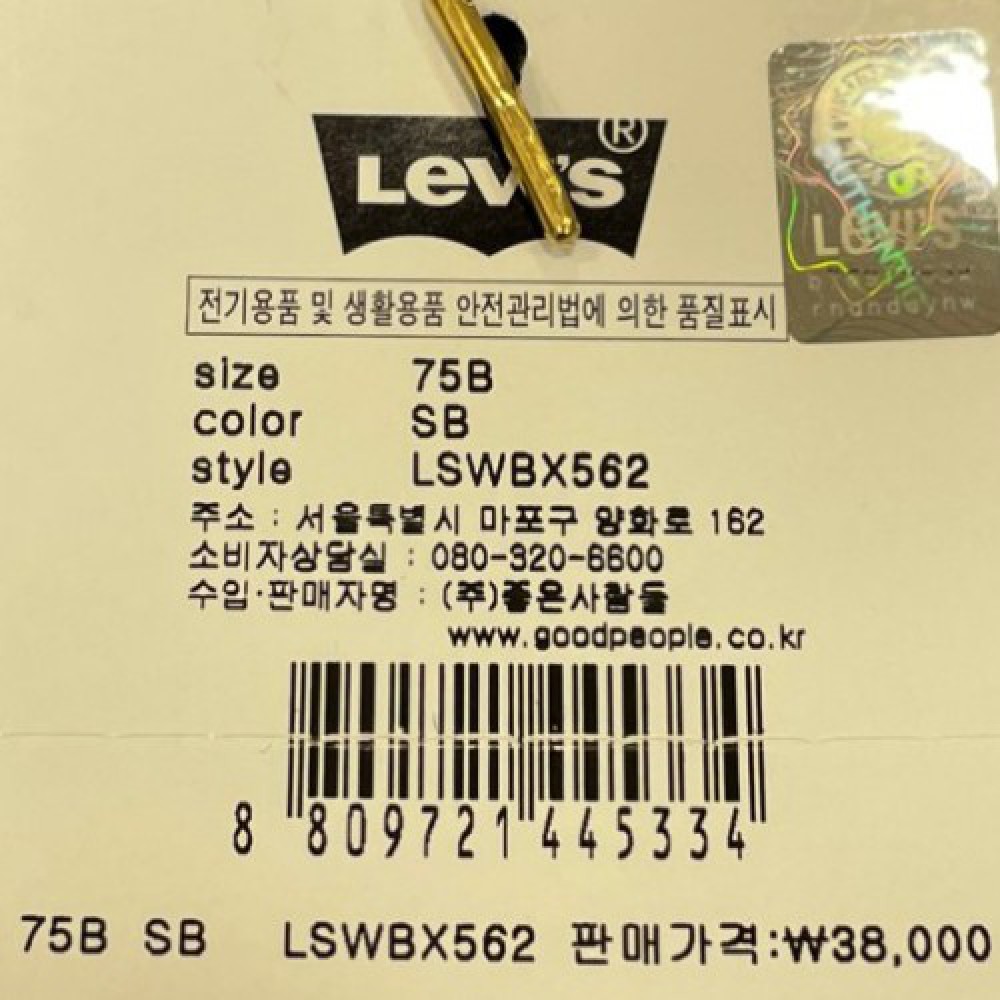 Levi's®
AUTHENTIC
LEVI'S
전기용품 및 생활용품 안전관리법에 의한 품질표시
size 75B
color SB
style LSWBX562
주소 : 서울특별시 마포구 양화로 162
소비자상담실 : 080-320-6600
수입·판매자명 : (주)좋은사람들
www.goodpeople.co.kr
8 809721 445334
75B SB LSWBX562 판매가격:₩38,000